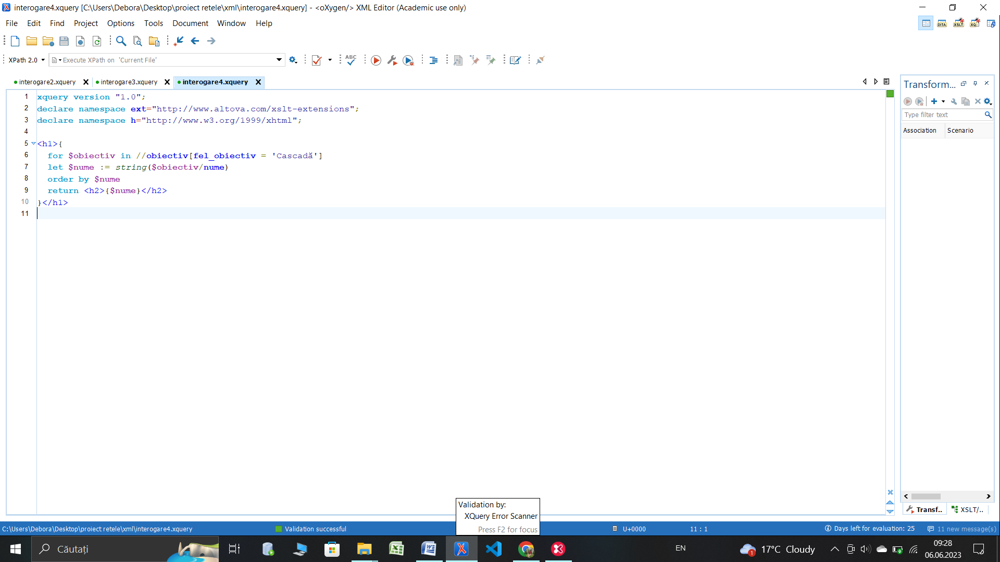 interogare4.xquery [C:\Users\Debora\Desktop\proiect retele\xml\interogare4.xquery] - <oXygen/> XML Editor (Academic use only)
File Edit Find Project Options Tools Document Window Help
DITA XSLT XQ
XPath 2.0 Execute XPath on 'Current File' ABC
interogare2.xquery interogare3.xquery interogare4.xquery
Transform...
Type filter text
Association Scenario
1 xquery version "1.0";
2 declare namespace ext="http://www.altova.com/xslt-extensions";
3 declare namespace h="http://www.w3.org/1999/xhtml";
4
5 <h1>{
6 for $obiectiv in //obiectiv[fel_obiectiv = 'Cascadă']
7 let $nume := string($obiectiv/nume)
8 order by $nume
9 return <h2>{$nume}</h2>
10 }</h1>
11
Validation by:
XQuery Error Scanner
Press F2 for focus
Transf.. XSLT/..
C:\Users\Debora\Desktop\proiect retele\xml\interogare4.xquery Validation successful U+0000 11 : 1 Days left for evaluation: 25 11 new message(s)
Căutați EN 1 17°C Cloudy 09:28
06.06.2023